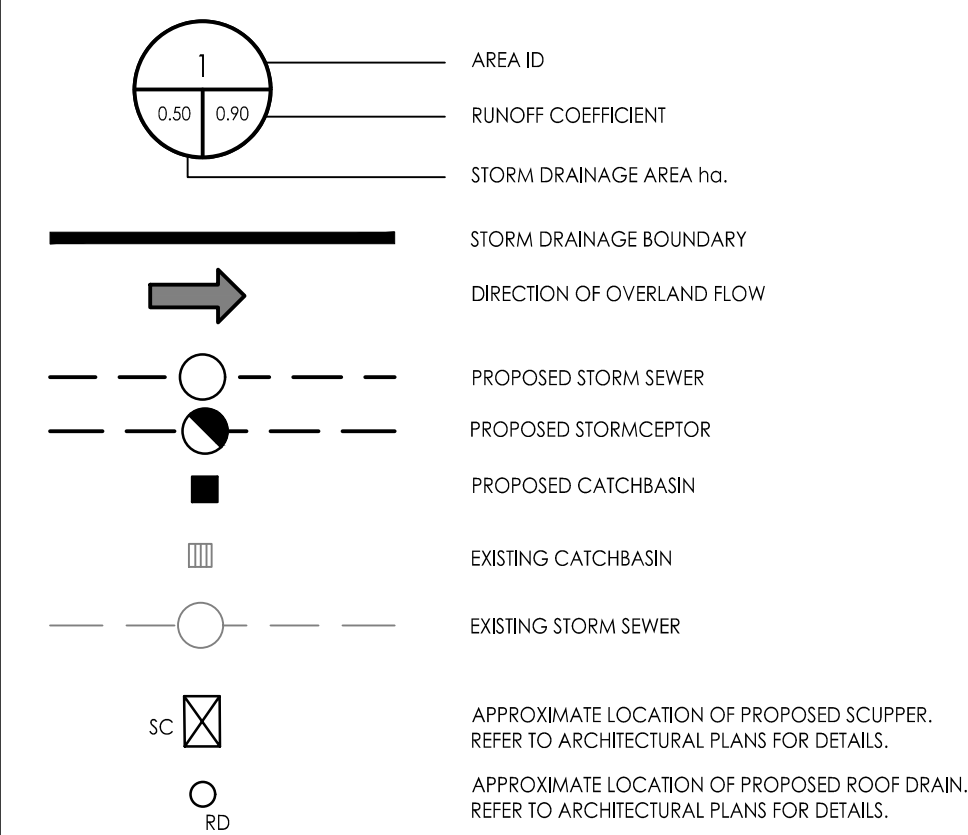 1
AREA ID
0.50 0.90
RUNOFF COEFFICIENT
STORM DRAINAGE AREA ha.
STORM DRAINAGE BOUNDARY
DIRECTION OF OVERLAND FLOW
PROPOSED STORM SEWER
PROPOSED STORMCEPTOR
PROPOSED CATCHBASIN
EXISTING CATCHBASIN
EXISTING STORM SEWER
SC
APPROXIMATE LOCATION OF PROPOSED SCUPPER.
REFER TO ARCHITECTURAL PLANS FOR DETAILS.
RD
APPROXIMATE LOCATION OF PROPOSED ROOF DRAIN.
REFER TO ARCHITECTURAL PLANS FOR DETAILS.